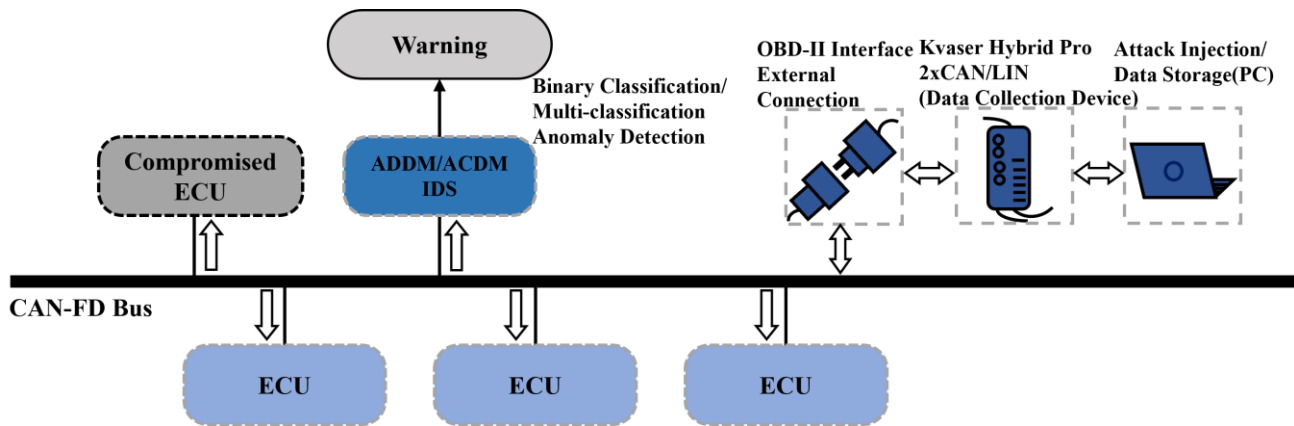 Warning
Binary Classification/
Multi-classification
Anomaly Detection
OBD-II Interface
External
Connection
Kvaser Hybrid Pro
2xCAN/LIN
(Data Collection Device)
Attack Injection/
Data Storage(PC)
Compromised
ECU
ADDM/ACDM
IDS
CAN-FD Bus
ECU
ECU
ECU